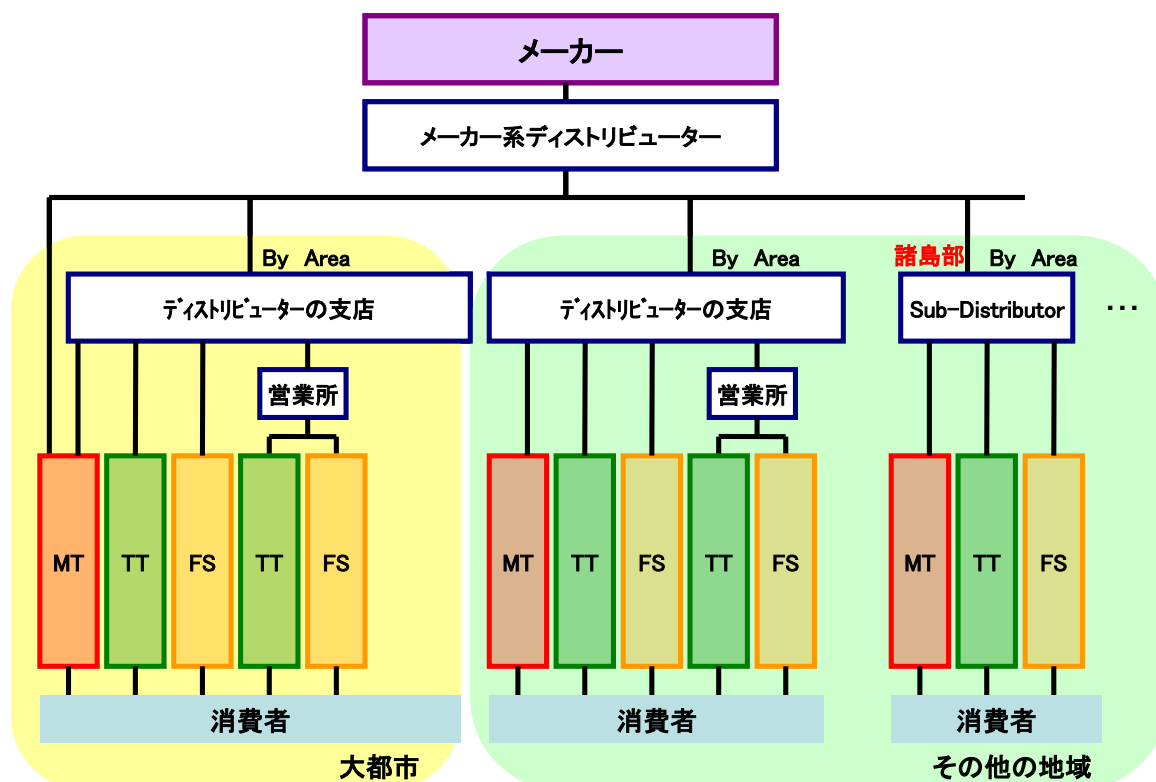 メーカー
メーカー系ディストリビューター
By Area
By Area
諸島部 By Area
ディストリビューターの支店
ディストリビューターの支店
Sub-Distributor
…
営業所
営業所
MT TT FS TT FS
MT TT FS TT FS
MT TT FS
消費者
消費者
消費者
大都市
その他の地域